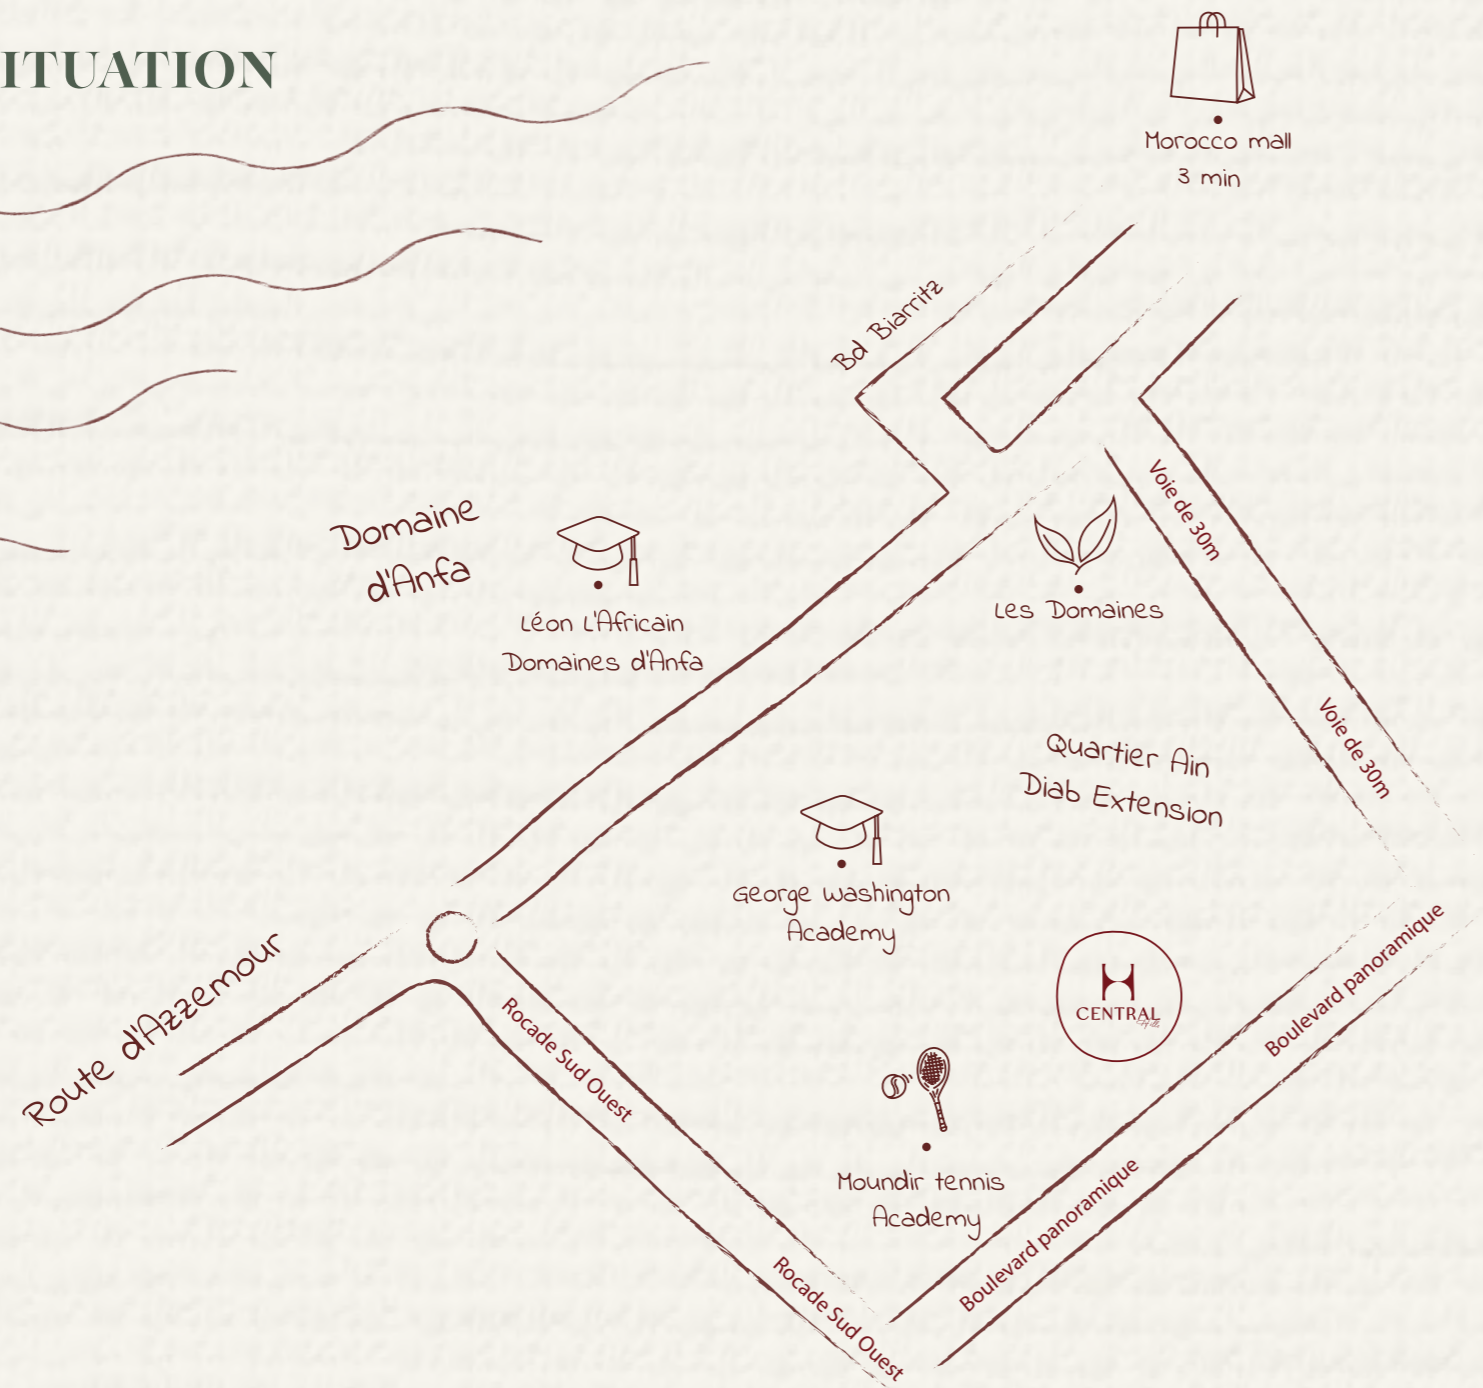 ITUATION
Morocco mall
3 min
Bd Biarritz
Voie de 30m
Domaine
d'Anfa
Léon L'Africain
Domaines d'Anfa
Les Domaines
Voie de 30m
Quartier Ain
Diab Extension
George Washington
Academy
Route d'Azzemour
Boulevard panoramique
H
CENTRAL
Rocade Sud Ouest
Moundir tennis
Academy
Boulevard panoramique
Rocade Sud Ouest